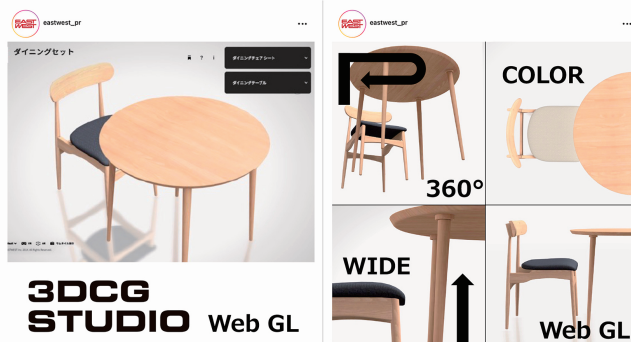 EAST
WEST
eastwest_pr
ダイニングセット
?
i
ダイニングチェアシート
ダイニングテーブル
3DCG
STUDIO
Web GL
EAST
WEST
eastwest_pr
360°
COLOR
WIDE
Web GL